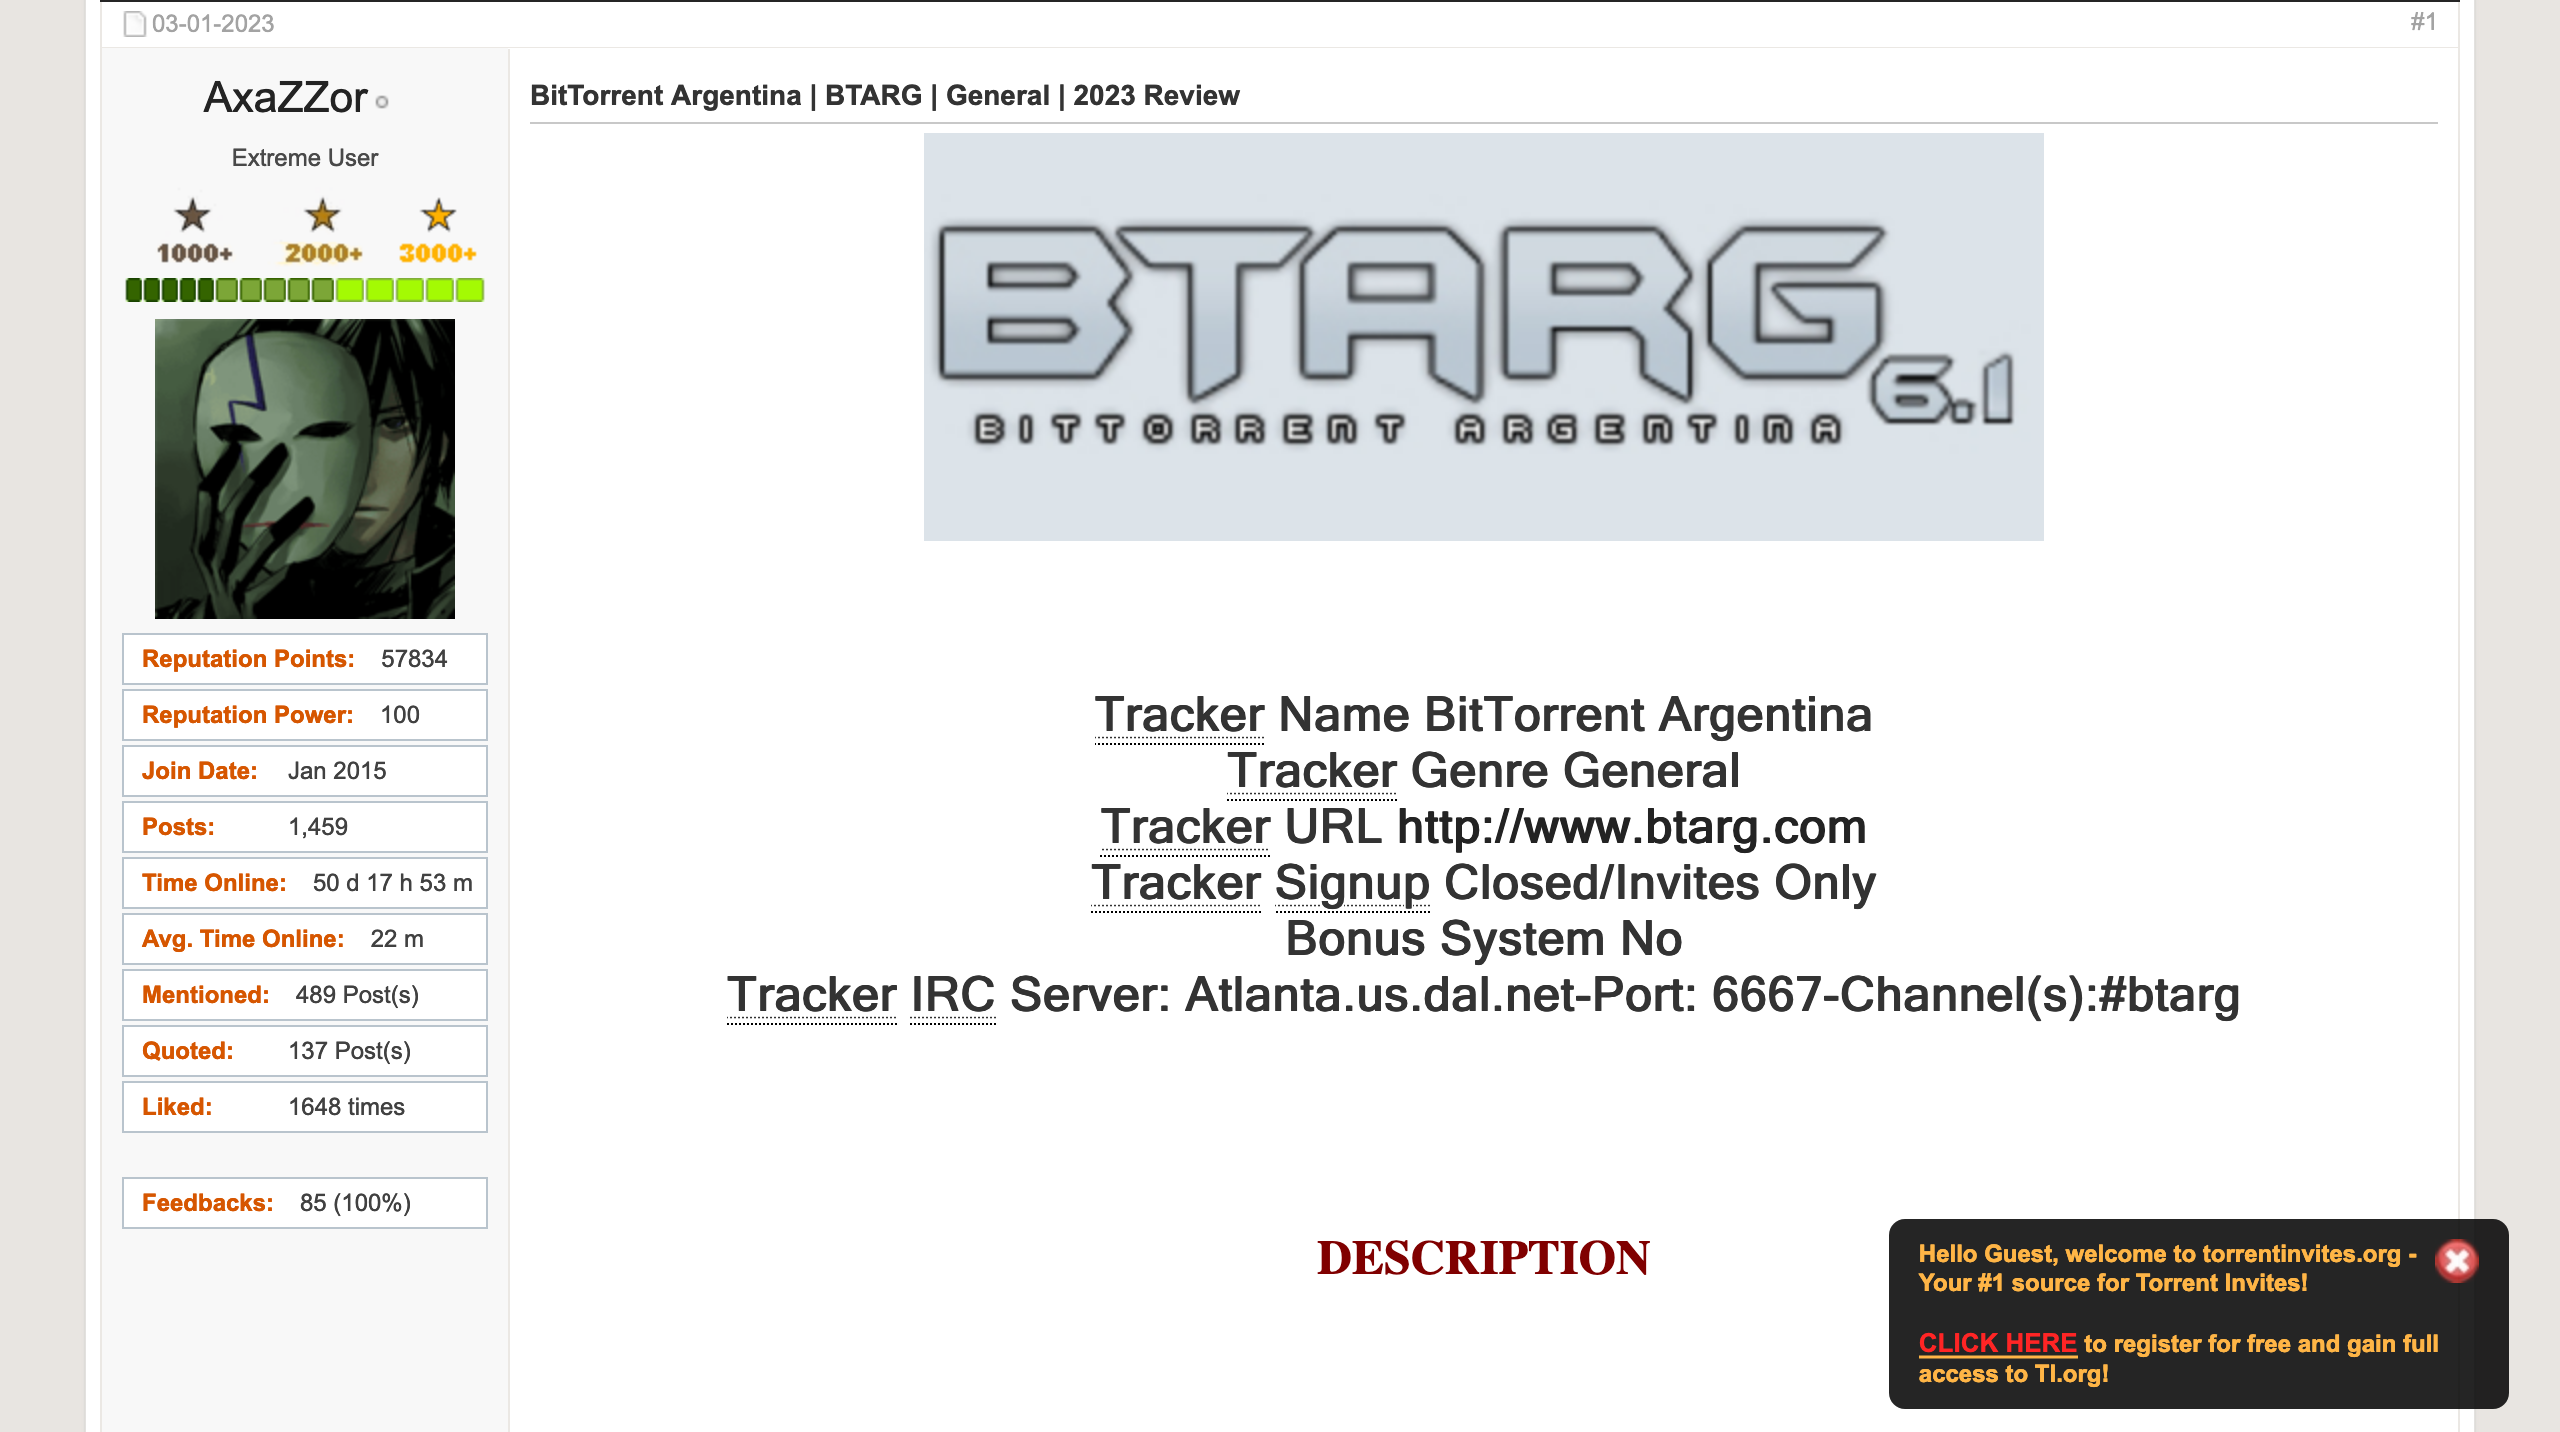 03-01-2023
#1
AxaZZor
Extreme User
1000+ 2000+ 3000+
Reputation Points: 57834
Reputation Power: 100
Join Date: Jan 2015
Posts: 1,459
Time Online: 50 d 17 h 53 m
Avg. Time Online: 22 m
Mentioned: 489 Post(s)
Quoted: 137 Post(s)
Liked: 1648 times
Feedbacks: 85 (100%)
BitTorrent Argentina | BTARG | General | 2023 Review
BTARG 6.1
BITTORRENT ARGENTINA
Tracker Name BitTorrent Argentina
Tracker Genre General
Tracker URL http://www.btarg.com
Tracker Signup Closed/Invites Only
Bonus System No
Tracker IRC Server: Atlanta.us.dal.net-Port: 6667-Channel(s):#btarg
DESCRIPTION
Hello Guest, welcome to torrentinvites.org -
Your #1 source for Torrent Invites!
CLICK HERE to register for free and gain full
access to TI.org!